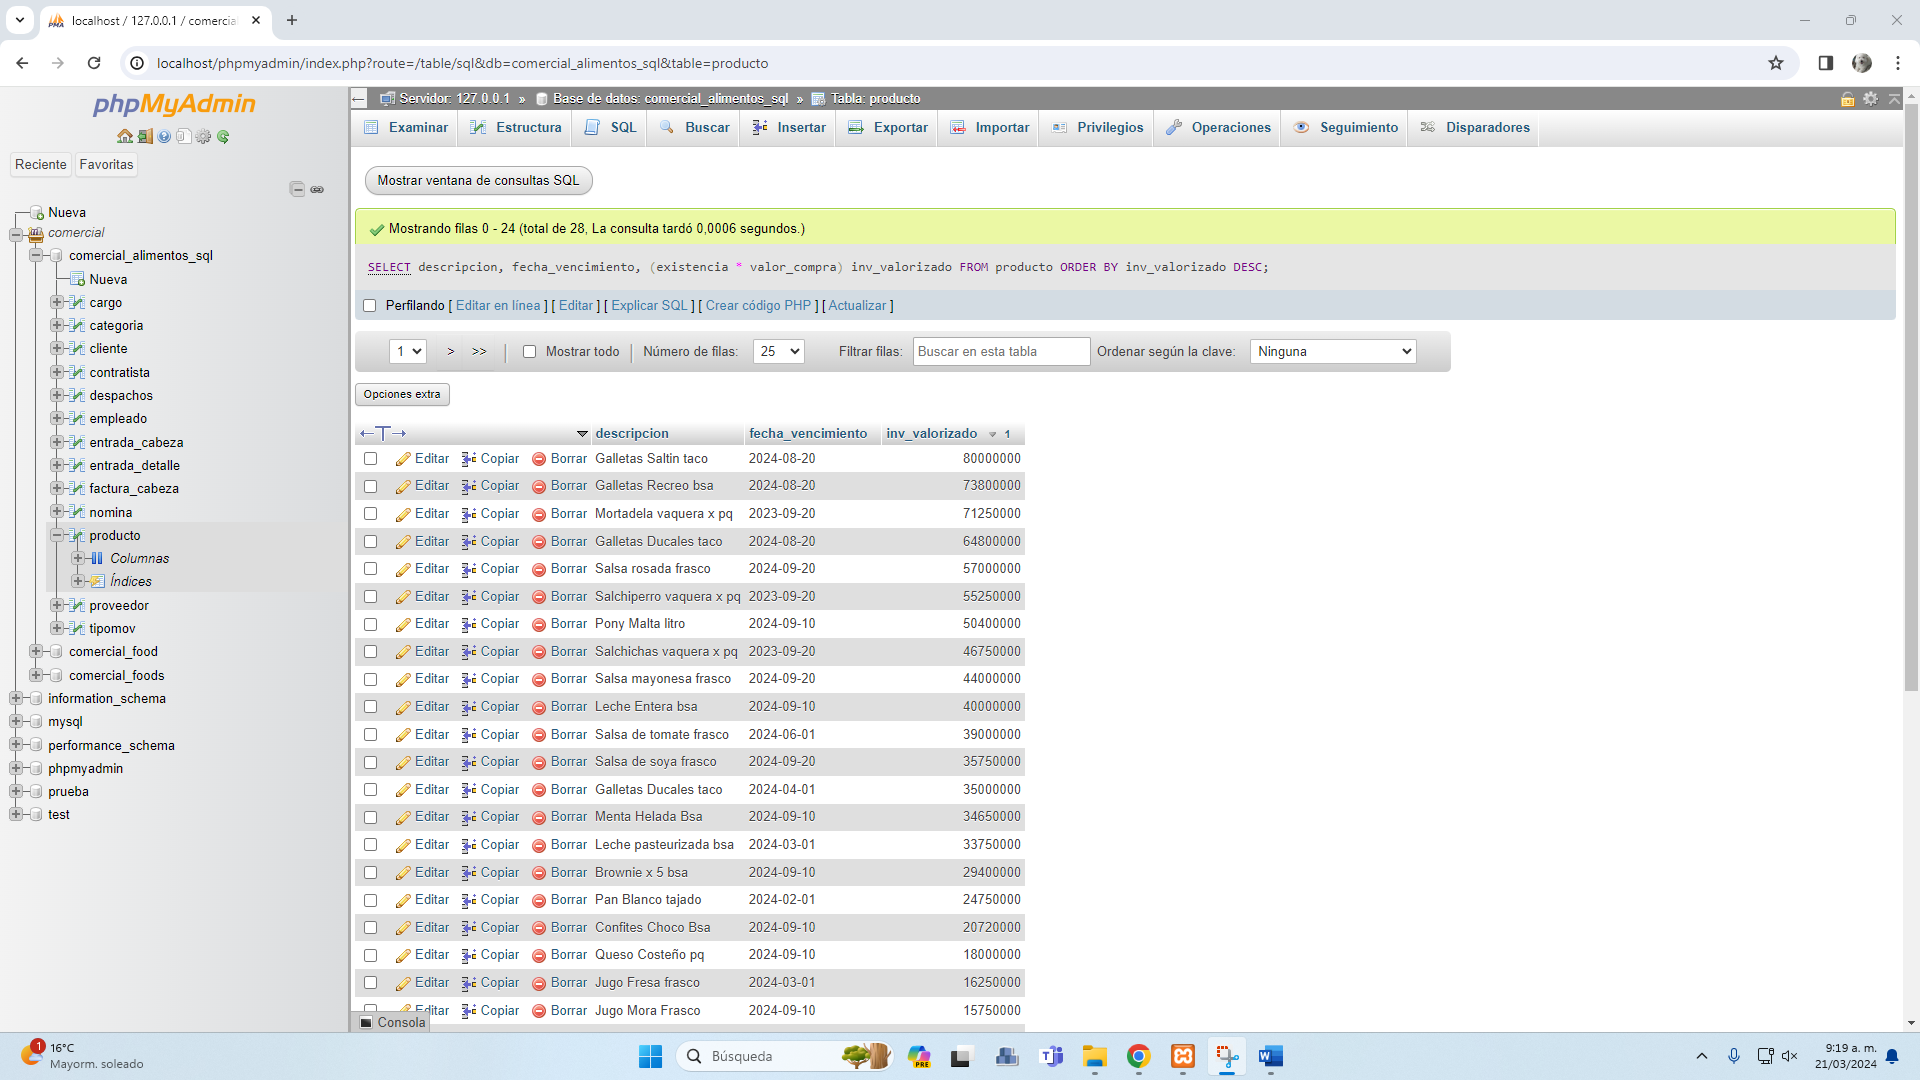 localhost / 127.0.0.1 / comercia
localhost/phpmyadmin/index.php?route=/table/sql&db=comercial_alimentos_sql&table=producto
phpMyAdmin
Reciente Favoritas
Nueva
comercial
comercial_alimentos_sql
Nueva
cargo
categoria
cliente
contratista
despachos
empleado
entrada_cabeza
entrada_detalle
factura_cabeza
nomina
producto
Columnas
Índices
proveedor
tipomov
comercial_food
comercial_foods
information_schema
mysql
performance_schema
phpmyadmin
prueba
test
Servidor: 127.0.0.1 » Base de datos: comercial_alimentos_sql » Tabla: producto
Examinar Estructura SQL Buscar Insertar Exportar Importar Privilegios Operaciones Seguimiento Disparadores
Mostrar ventana de consultas SQL
Mostrando filas 0 - 24 (total de 28, La consulta tardó 0,0006 segundos.)
SELECT descripcion, fecha_vencimiento, (existencia * valor_compra) inv_valorizado FROM producto ORDER BY inv_valorizado DESC;
Perfilando [ Editar en línea ] [ Editar ] [ Explicar SQL ] [ Crear código PHP ] [ Actualizar ]
1 > >> Mostrar todo Número de filas: 25 Filtrar filas: Buscar en esta tabla Ordenar según la clave: Ninguna
Opciones extra
←T→ descripcion fecha_vencimiento inv_valorizado 1
Editar Copiar Borrar Galletas Saltin taco 2024-08-20 80000000
Editar Copiar Borrar Galletas Recreo bsa 2024-08-20 73800000
Editar Copiar Borrar Mortadela vaquera x pq 2023-09-20 71250000
Editar Copiar Borrar Galletas Ducales taco 2024-08-20 64800000
Editar Copiar Borrar Salsa rosada frasco 2024-09-20 57000000
Editar Copiar Borrar Salchiperro vaquera x pq 2023-09-20 55250000
Editar Copiar Borrar Pony Malta litro 2024-09-10 50400000
Editar Copiar Borrar Salchichas vaquera x pq 2023-09-20 46750000
Editar Copiar Borrar Salsa mayonesa frasco 2024-09-20 44000000
Editar Copiar Borrar Leche Entera bsa 2024-09-10 40000000
Editar Copiar Borrar Salsa de tomate frasco 2024-06-01 39000000
Editar Copiar Borrar Salsa de soya frasco 2024-09-20 35750000
Editar Copiar Borrar Galletas Ducales taco 2024-04-01 35000000
Editar Copiar Borrar Menta Helada Bsa 2024-09-10 34650000
Editar Copiar Borrar Leche pasteurizada bsa 2024-03-01 33750000
Editar Copiar Borrar Brownie x 5 bsa 2024-09-10 29400000
Editar Copiar Borrar Pan Blanco tajado 2024-02-01 24750000
Editar Copiar Borrar Confites Choco Bsa 2024-09-10 20720000
Editar Copiar Borrar Queso Costeño pq 2024-09-10 18000000
Editar Copiar Borrar Jugo Fresa frasco 2024-03-01 16250000
Editar Copiar Borrar Jugo Mora Frasco 2024-09-10 15750000
Consola
1
16°C
Mayorm. soleado
Búsqueda
PRE
9:19 a. m.
21/03/2024